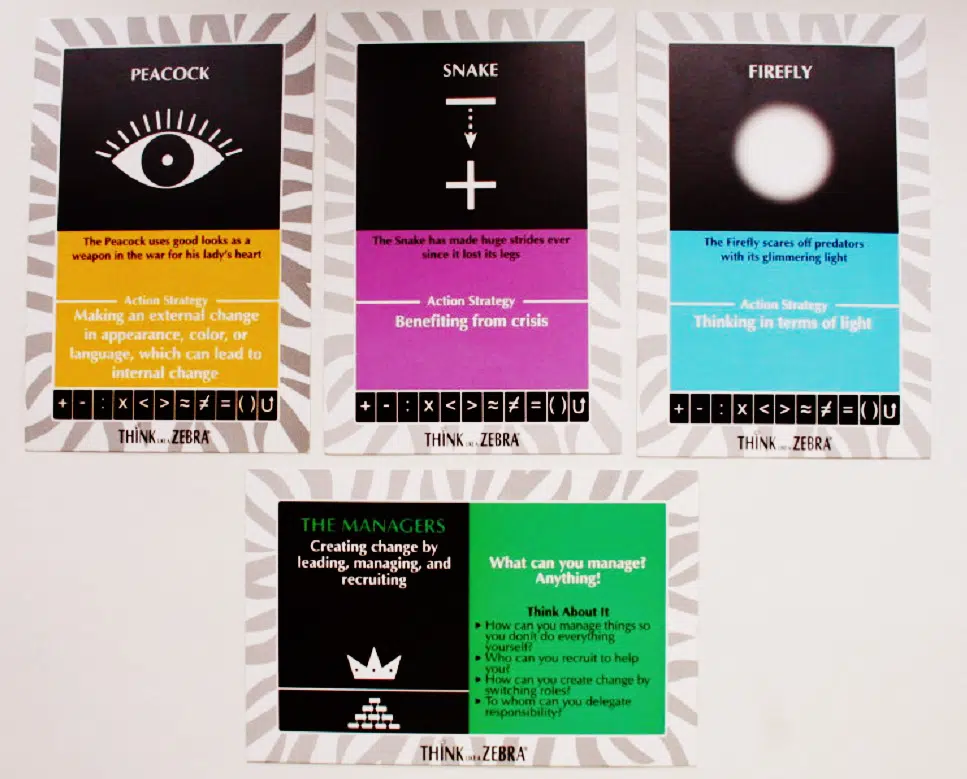 PEACOCK
The Peacock uses good looks as a
weapon in the war for his lady's heart
Action Strategy
Making an external change
in appearance, color, or
language, which can lead to
internal change
+ - : x < > ≈ ≠ = ( )
THINK LIKE A ZEBRA
SNAKE
The Snake has made huge strides ever
since it lost its legs
Action Strategy
Benefiting from crisis
+ - : x < > ≈ ≠ = ( )
THINK LIKE A ZEBRA
FIREFLY
The Firefly scares off predators
with its glimmering light
Action Strategy
Thinking in terms of light
+ - : x < > ≈ ≠ = ( )
THINK LIKE A ZEBRA
THE MANAGERS
Creating change by
leading, managing, and
recruiting
What can you manage?
Anything!
Think About It
How can you manage things so
you don't do everything
yourself?
Who can you recruit to help
you?
How can you create change by
switching roles?
To whom can you delegate
responsibility?
THINK LIKE A ZEBRA